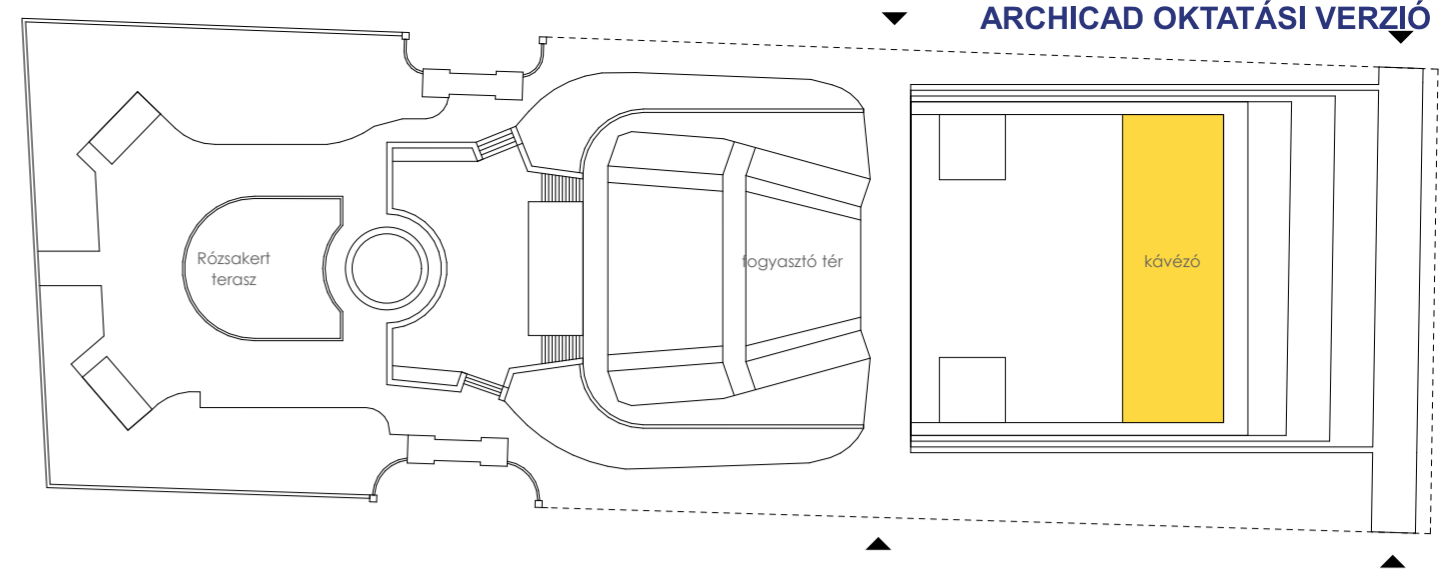 ARCHICAD OKTATÁSI VERZIÓ
Rózsakert
terasz
fogyasztó tér
kávézó